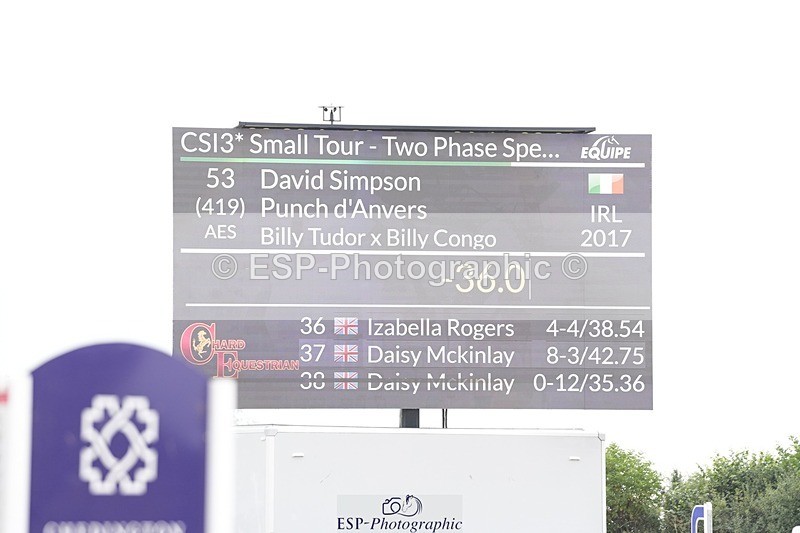 CSI3* Small Tour - Two Phase Spe...
EQUIPE
53 David Simpson
(419) Punch d'Anvers IRL
AES Billy Tudor x Billy Congo 2017
© ESP-Photographic ©
-36.0
36 Izabella Rogers 4-4/38.54
37 Daisy Mckinlay 8-3/42.75
38 Daisy Mckinlay 0-12/35.36
CHARD
EQUESTRIAN
ESP-Photographic